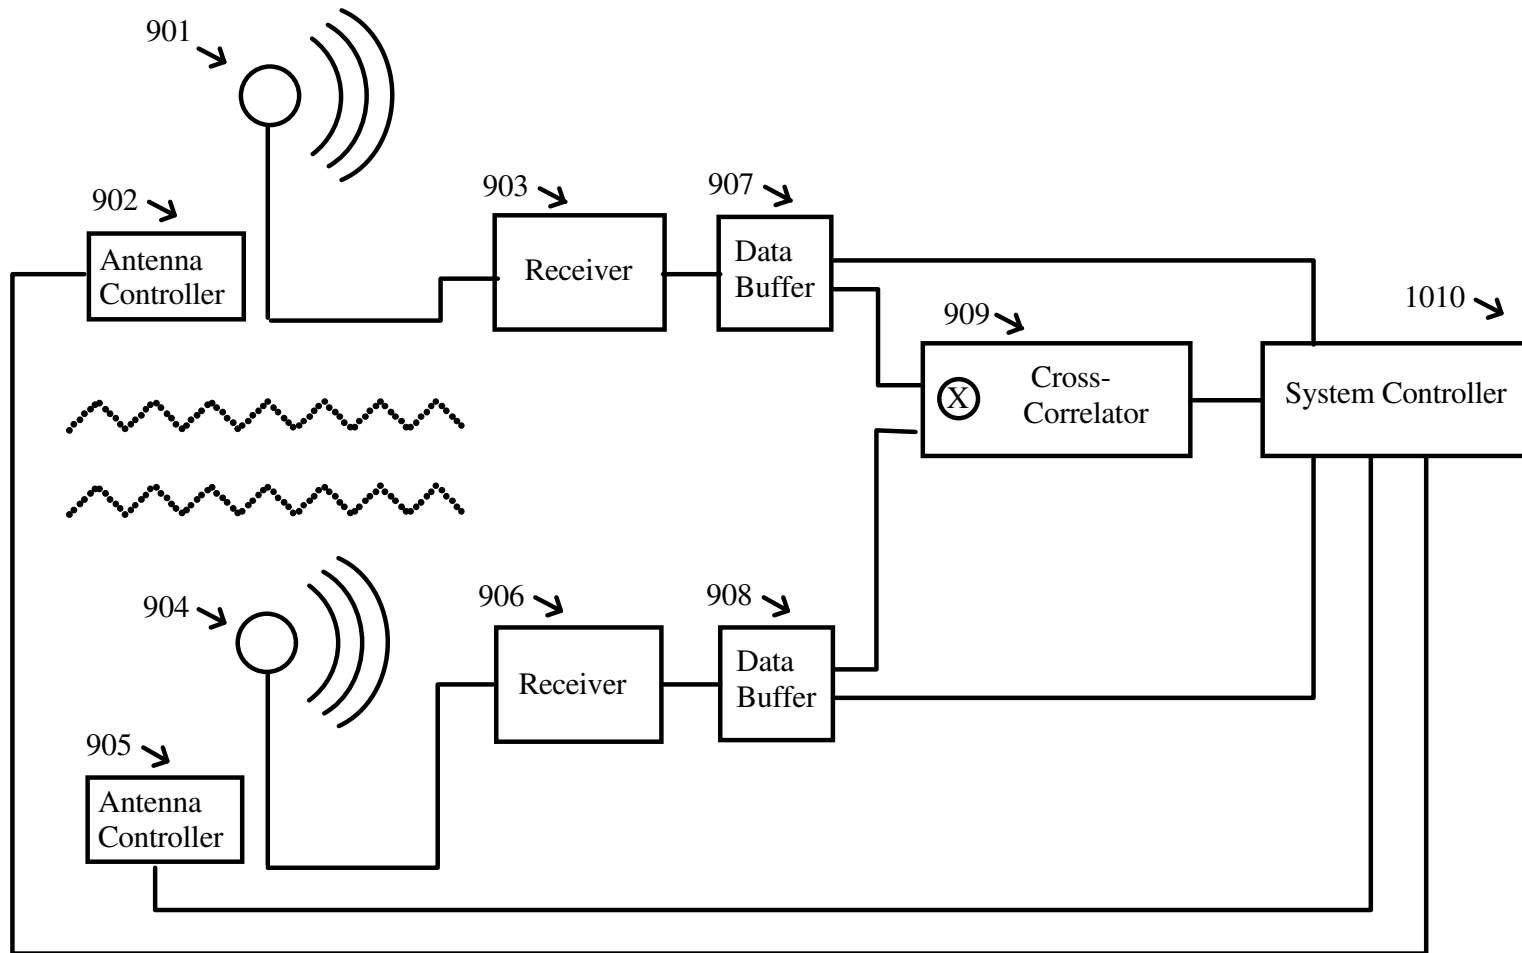 901
902
Antenna
Controller
903
Receiver
907
Data
Buffer
909
X
Cross-
Correlator
1010
System Controller
904
905
Antenna
Controller
906
Receiver
908
Data
Buffer